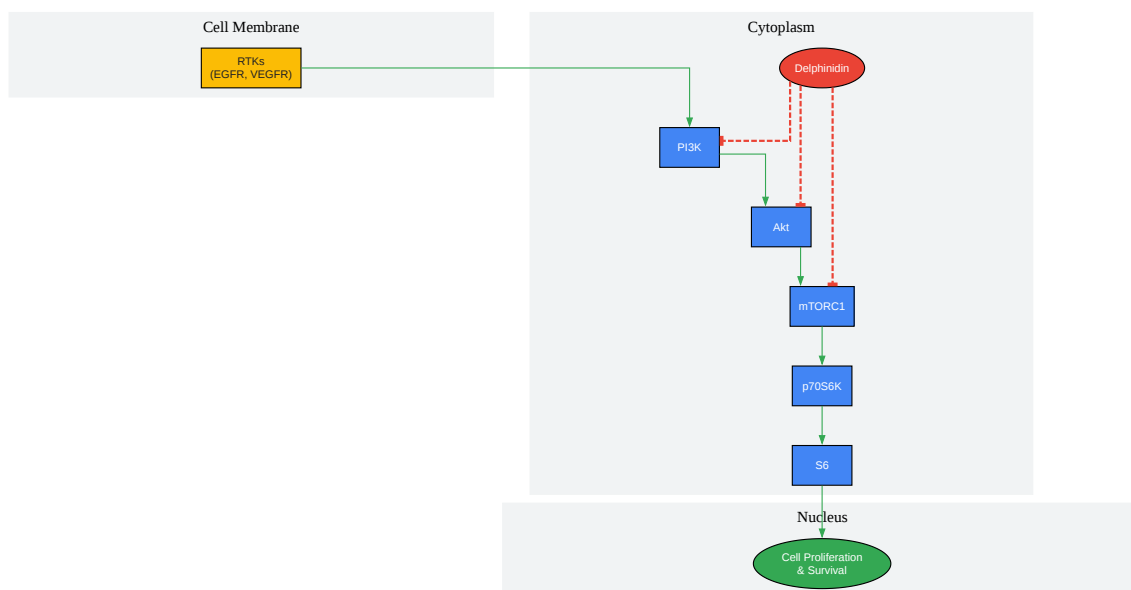 Cell Membrane
Cytoplasm
RTKs
(EGFR, VEGFR)
Delphinidin
PI3K
Akt
mTORC1
p70S6K
S6
Nucleus
Cell Proliferation
& Survival